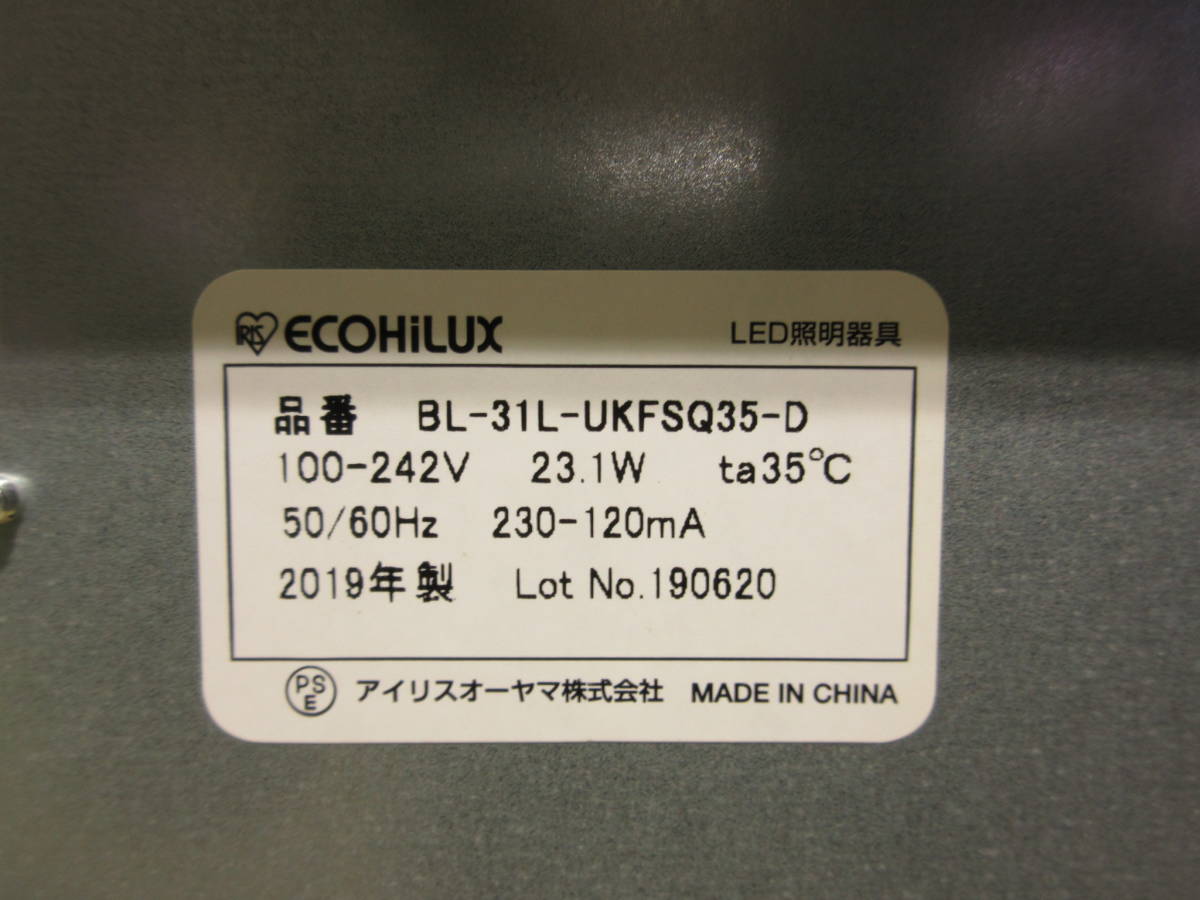 IRIS ECOHiLUX LED照明器具
品番 BL-31L-UKFSQ35-D
100-242V 23.1W ta35℃
50/60Hz 230-120mA
2019年製 Lot No.190620
PSE アイリスオーヤマ株式会社 MADE IN CHINA